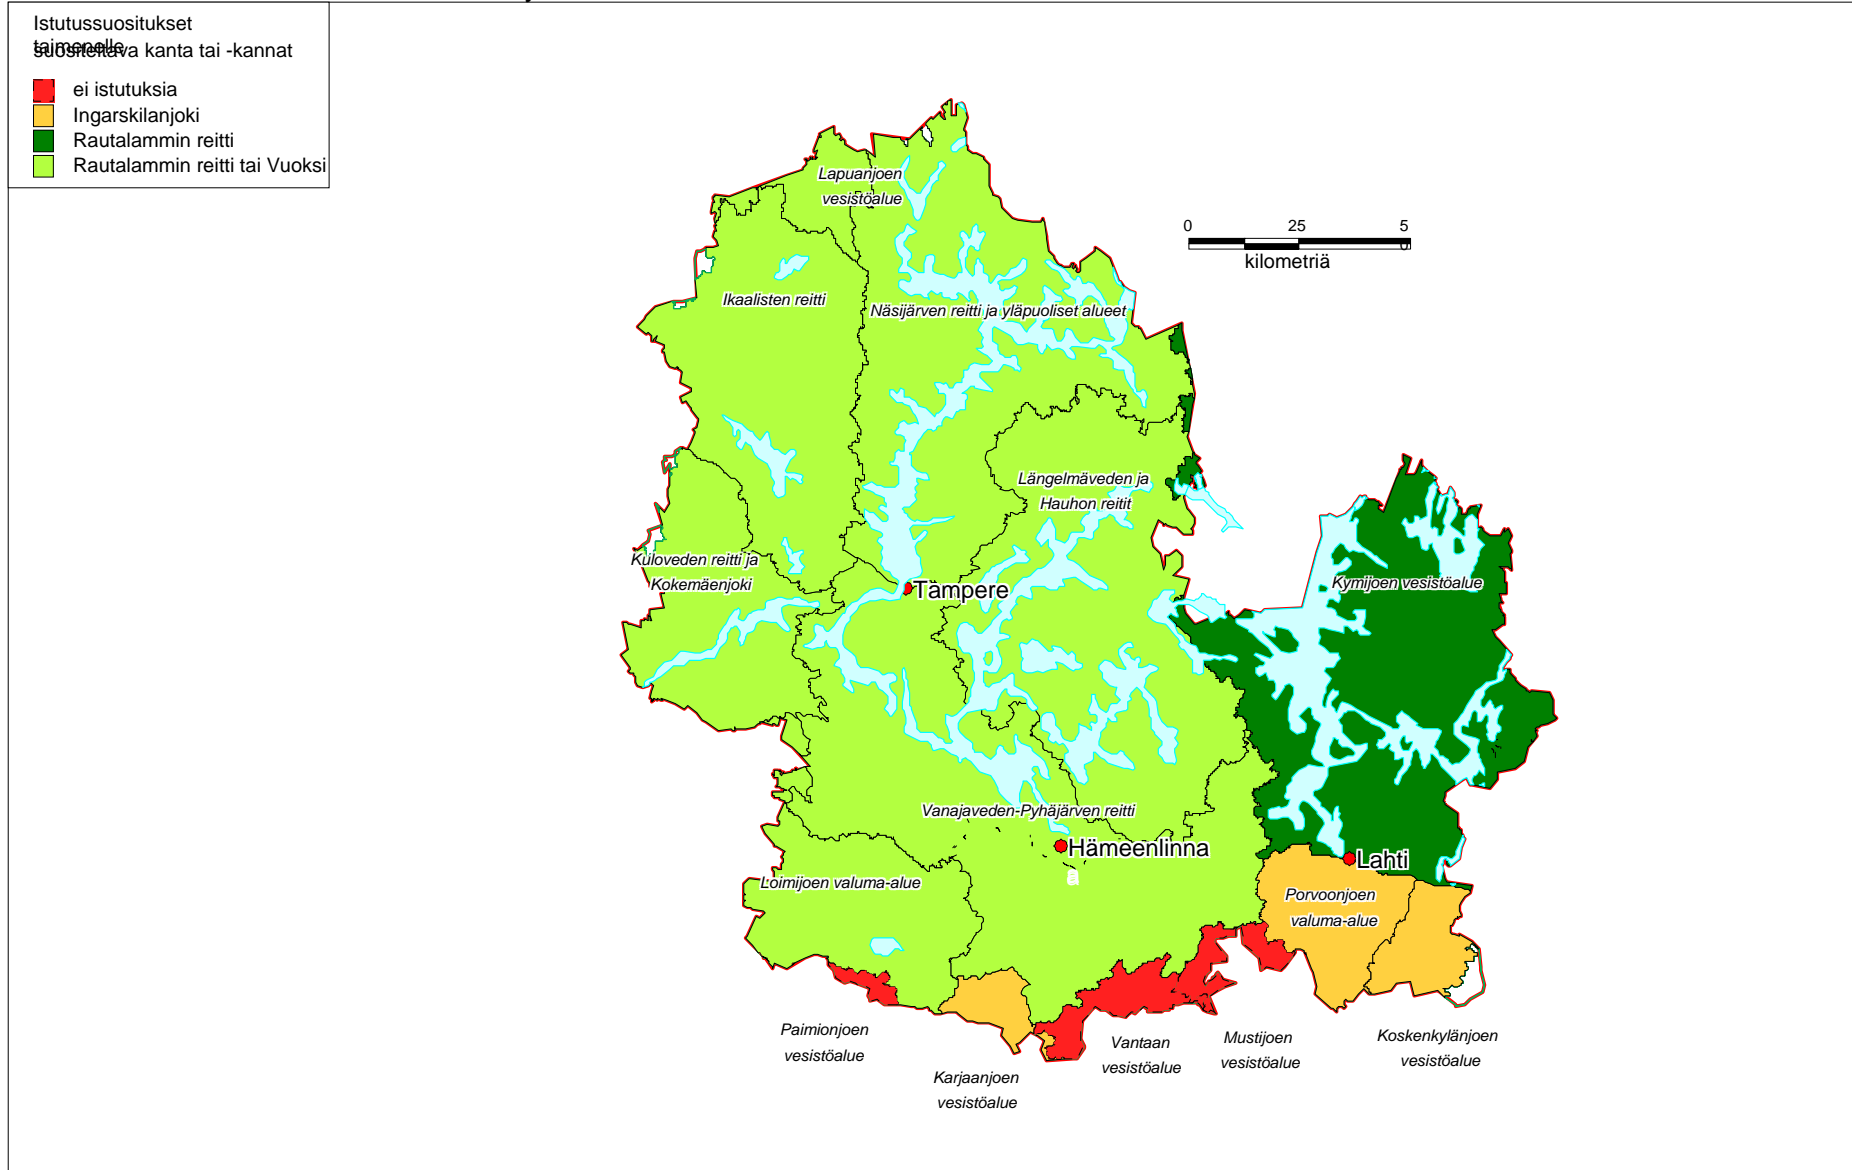 Istutussuositukset
taimenelle
suositeltava kanta tai -kannat
ei istutuksia
Ingarskilanjoki
Rautalammin reitti
Rautalammin reitti tai Vuoksi
0 25 5
0
kilometriä
Lapuanjoen
vesistöalue
Ikaalisten reitti
Näsijärven reitti ja yläpuoliset alueet
Längelmäveden ja
Hauhon reitit
Kuloveden reitti ja
Kokemäenjoki
Tampere
Kymijoen vesistöalue
Vanajaveden-Pyhäjärven reitti
Hämeenlinna
Lahti
Loimijoen valuma-alue
Porvoonjoen
valuma-alue
Paimionjoen
vesistöalue
Karjaanjoen
vesistöalue
Vantaan
vesistöalue
Mustijoen
vesistöalue
Koskenkylänjoen
vesistöalue